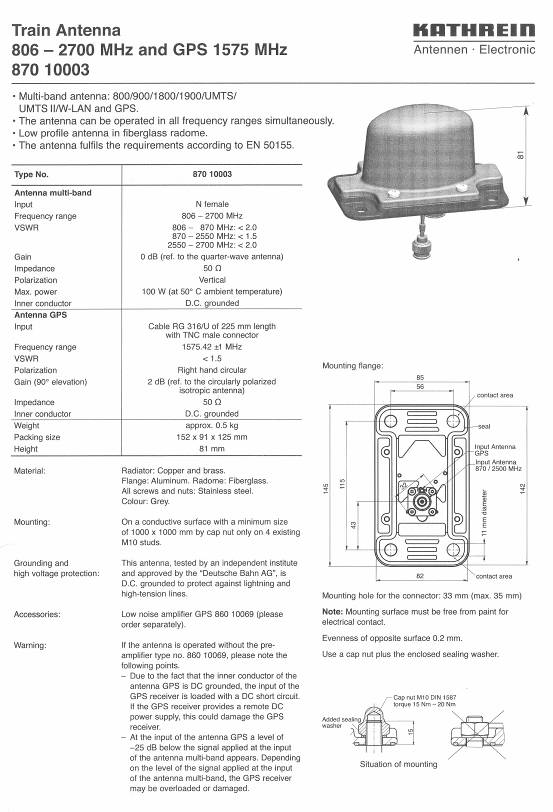 Train Antenna
806 – 2700 MHz and GPS 1575 MHz
870 10003
KATHREIN
Antennen · Electronic
• Multi-band antenna: 800/900/1800/1900/UMTS/
UMTS II/W-LAN and GPS.
• The antenna can be operated in all frequency ranges simultaneously.
• Low profile antenna in fiberglass radome.
• The antenna fulfils the requirements according to EN 50155.
81
Type No. 870 10003
Antenna multi-band
Input N female
Frequency range 806 – 2700 MHz
VSWR 806 – 870 MHz: < 2.0
870 – 2550 MHz: < 1.5
2550 – 2700 MHz: < 2.0
Gain 0 dB (ref. to the quarter-wave antenna)
Impedance 50 Ω
Polarization Vertical
Max. power 100 W (at 50° C ambient temperature)
Inner conductor D.C. grounded
Antenna GPS
Input Cable RG 316/U of 225 mm length
with TNC male connector
Frequency range 1575.42 ±1 MHz
VSWR < 1.5
Polarization Right hand circular
Gain (90° elevation) 2 dB (ref. to the circularly polarized
isotropic antenna)
Impedance 50 Ω
Inner conductor D.C. grounded
Weight approx. 0.5 kg
Packing size 152 x 91 x 125 mm
Height 81 mm
Material: Radiator: Copper and brass.
Flange: Aluminum. Radome: Fiberglass.
All screws and nuts: Stainless steel.
Colour: Grey.
Mounting: On a conductive surface with a minimum size
of 1000 x 1000 mm by cap nut only on 4 existing
M10 studs.
Grounding and
high voltage protection:
This antenna, tested by an independent institute
and approved by the "Deutsche Bahn AG", is
D.C. grounded to protect against lightning and
high-tension lines.
Accessories: Low noise amplifier GPS 860 10069 (please
order separately).
Warning: If the antenna is operated without the pre-
amplifier type no. 860 10069, please note the
following points.
– Due to the fact that the inner conductor of the
antenna GPS is DC grounded, the input of the
GPS receiver is loaded with a DC short circuit.
If the GPS receiver provides a remote DC
power supply, this could damage the GPS
receiver.
– At the input of the antenna GPS a level of
−25 dB below the signal applied at the input
of the antenna multi-band appears. Depending
on the level of the signal applied at the input
of the antenna multi-band, the GPS receiver
may be overloaded or damaged.
Mounting flange:
85
56
contact area
seal
Input Antenna
GPS
Input Antenna
870 / 2500 MHz
145
115
43
142
11 mm diameter
82
contact area
Mounting hole for the connector: 33 mm (max. 35 mm)
Note: Mounting surface must be free from paint for
electrical contact.
Evenness of opposite surface 0.2 mm.
Use a cap nut plus the enclosed sealing washer.
Cap nut M10 DIN 1587
torque 15 Nm – 20 Nm
Added sealing
washer
15
Situation of mounting